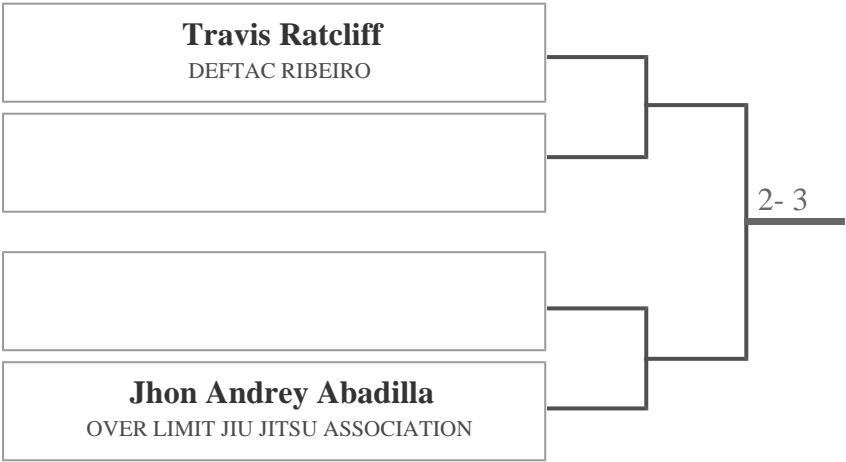 Travis Ratcliff
DEFTAC RIBEIRO
2- 3
Jhon Andrey Abadilla
OVER LIMIT JIU JITSU ASSOCIATION